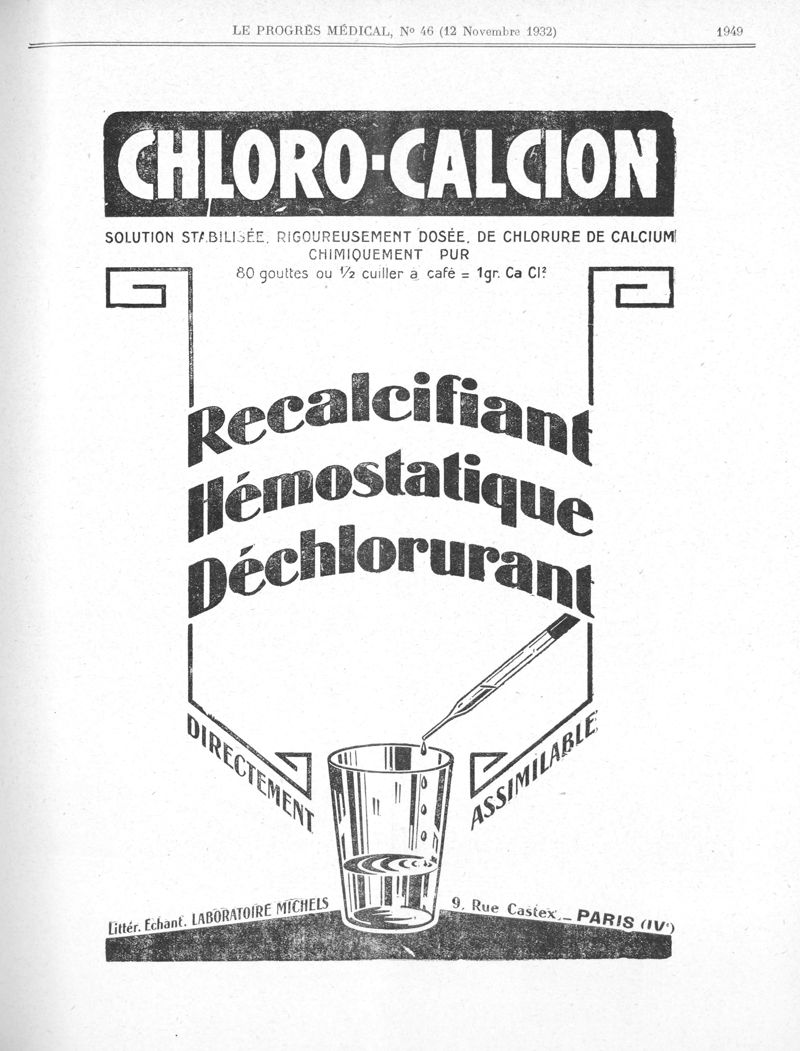 LE PROGRÈS MÉDICAL, Nº 46 (12 Novembre 1932) 1949
CHLORO-CALCION
SOLUTION STABILISÉE, RIGOUREUSEMENT DOSÉE, DE CHLORURE DE CALCIUM
CHIMIQUEMENT PUR
80 gouttes ou ½ cuiller à café = 1gr. Ca Cl²
Recalcifiant
Hémostatique
Déchlorurant
DIRECTEMENT ASSIMILABLE
Littér. Echant. LABORATOIRE MICHELS 9, Rue Castex, _ PARIS (IVᵉ)